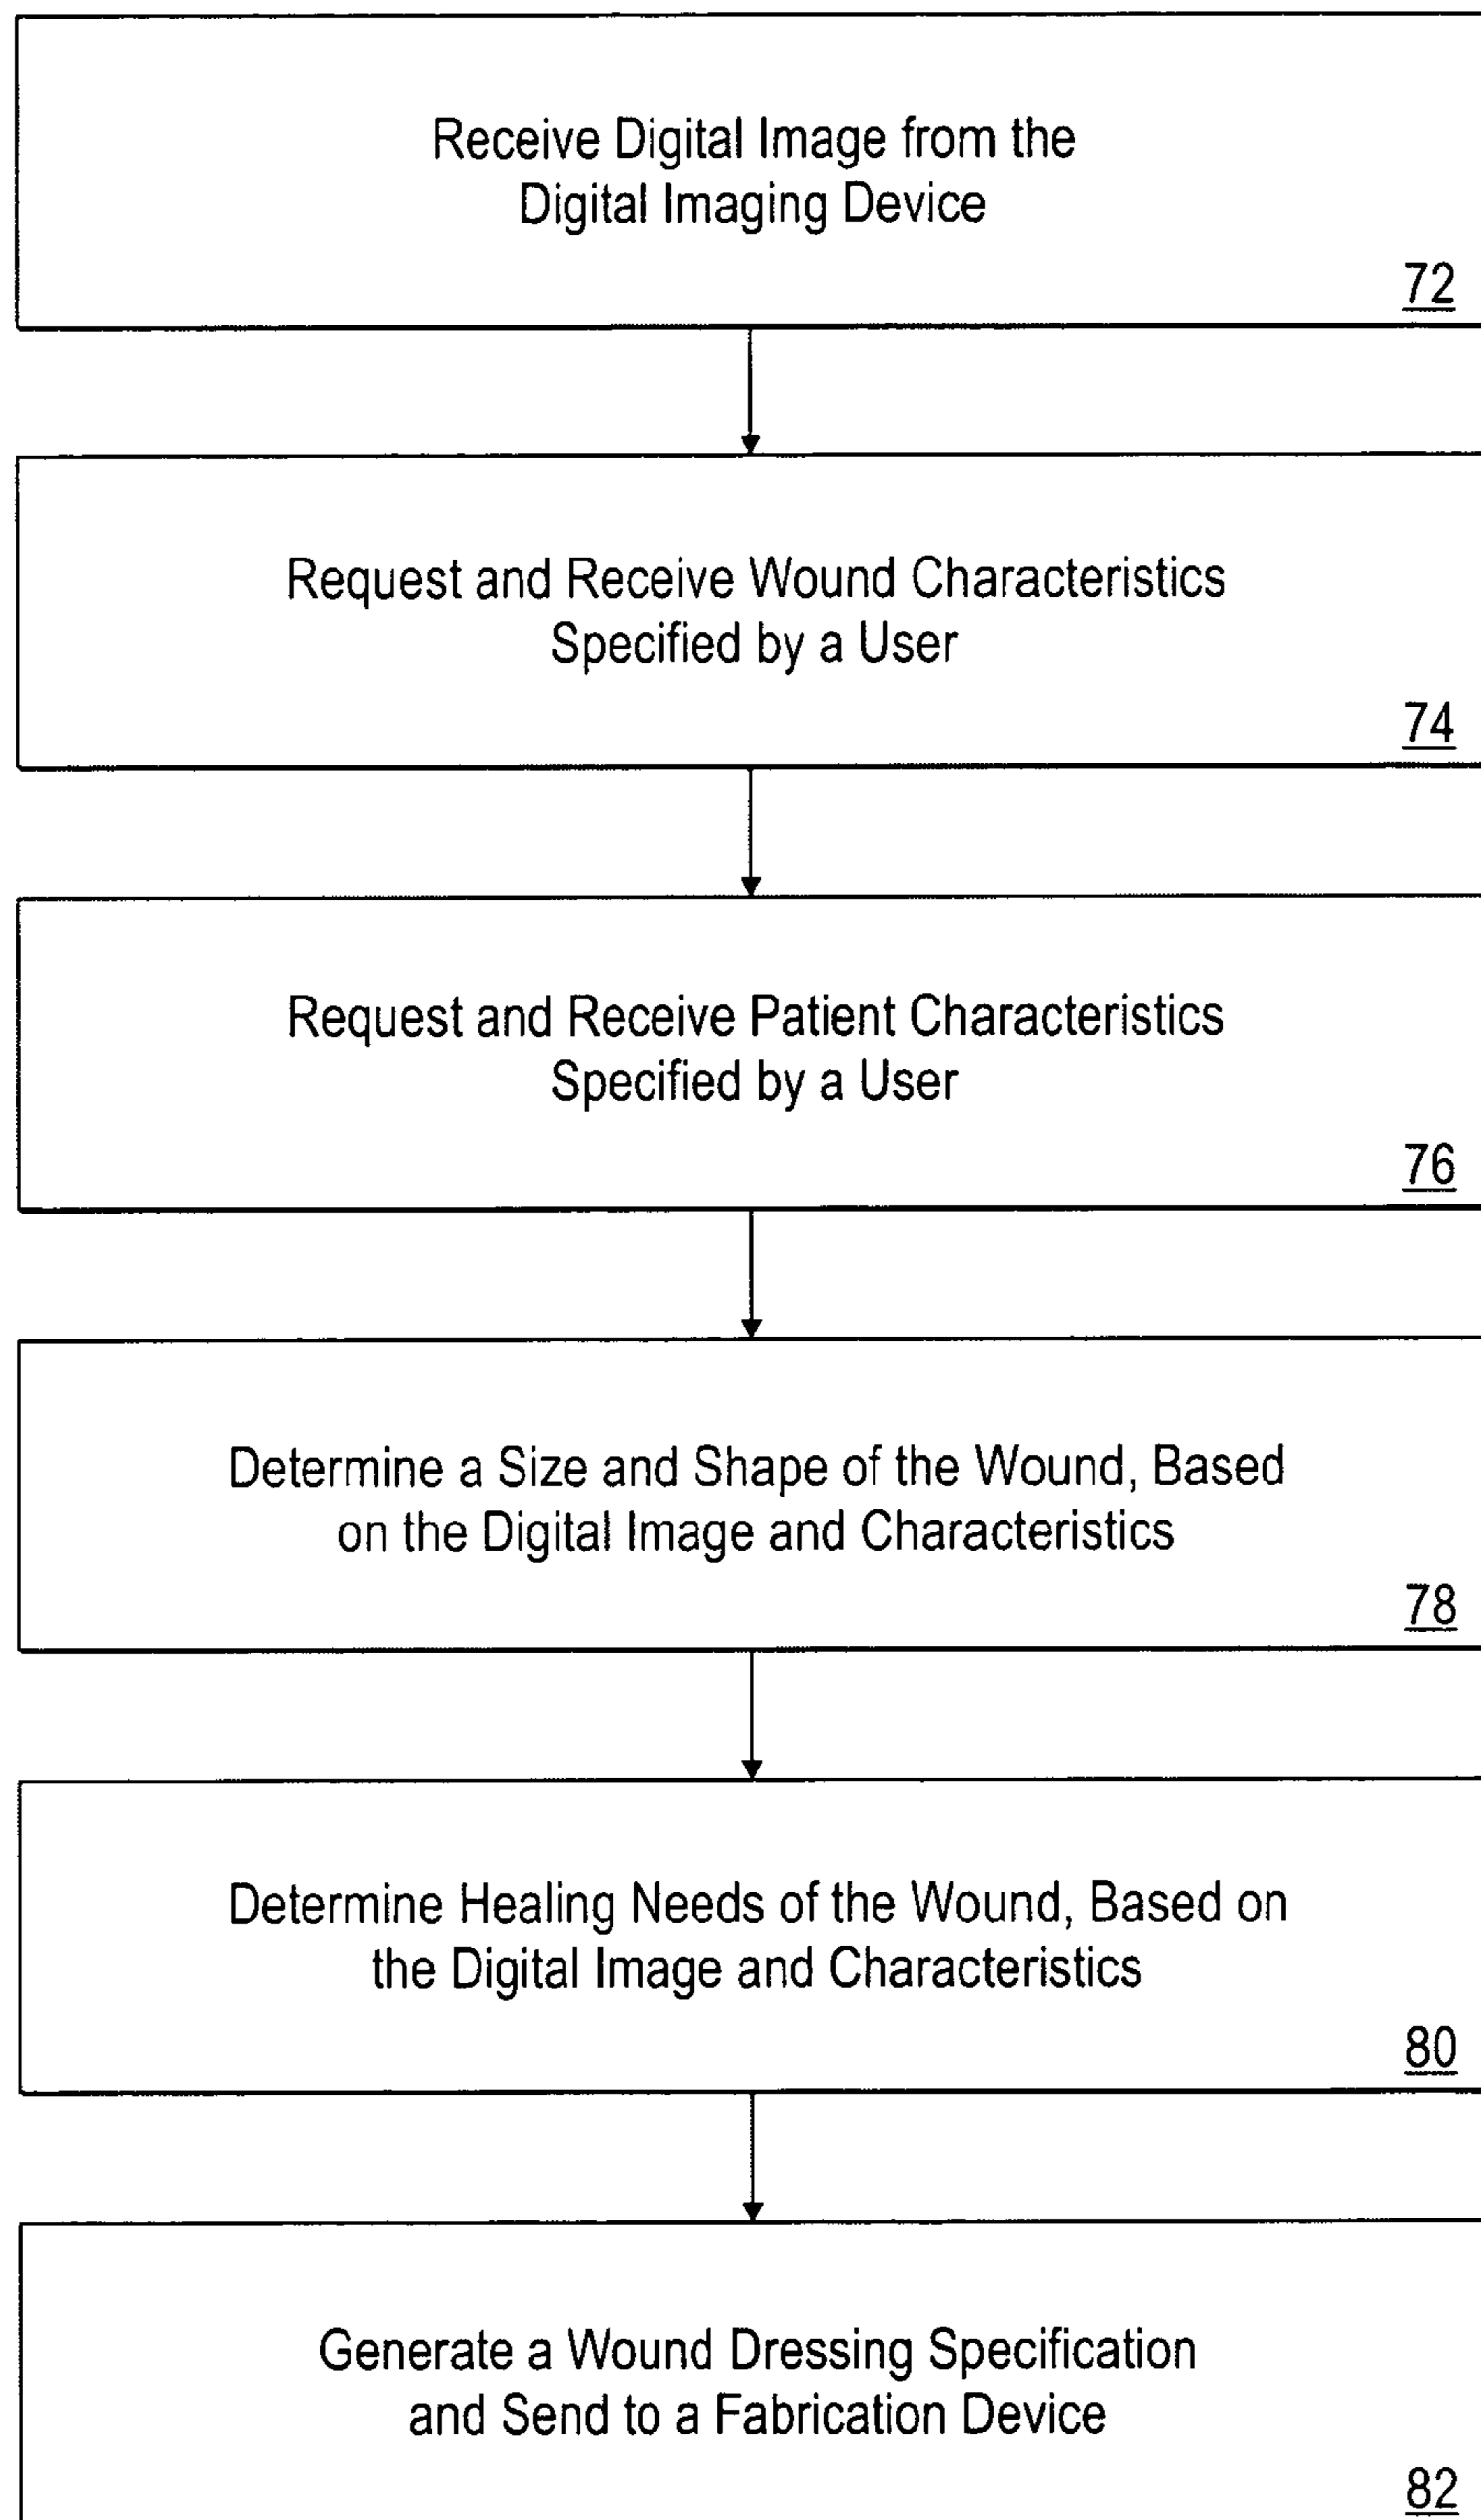 Receive Digital Image from the
Digital Imaging Device
72
Request and Receive Wound Characteristics
Specified by a User
74
Request and Receive Patient Characteristics
Specified by a User
76
Determine a Size and Shape of the Wound, Based
on the Digital Image and Characteristics
78
Determine Healing Needs of the Wound, Based on
the Digital Image and Characteristics
80
Generate a Wound Dressing Specification
and Send to a Fabrication Device
82